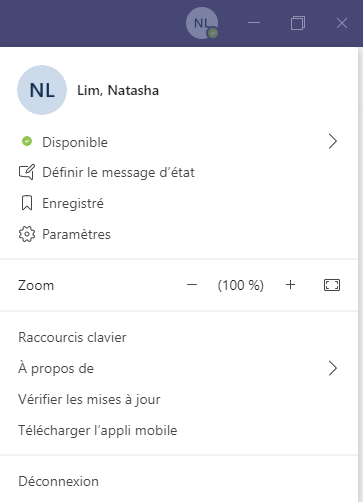 NL
NL
Lim, Natasha
Disponible
Définir le message d’état
Enregistré
Paramètres
Zoom − (100 %) +
Raccourcis clavier
À propos de
Vérifier les mises à jour
Télécharger l’appli mobile
Déconnexion